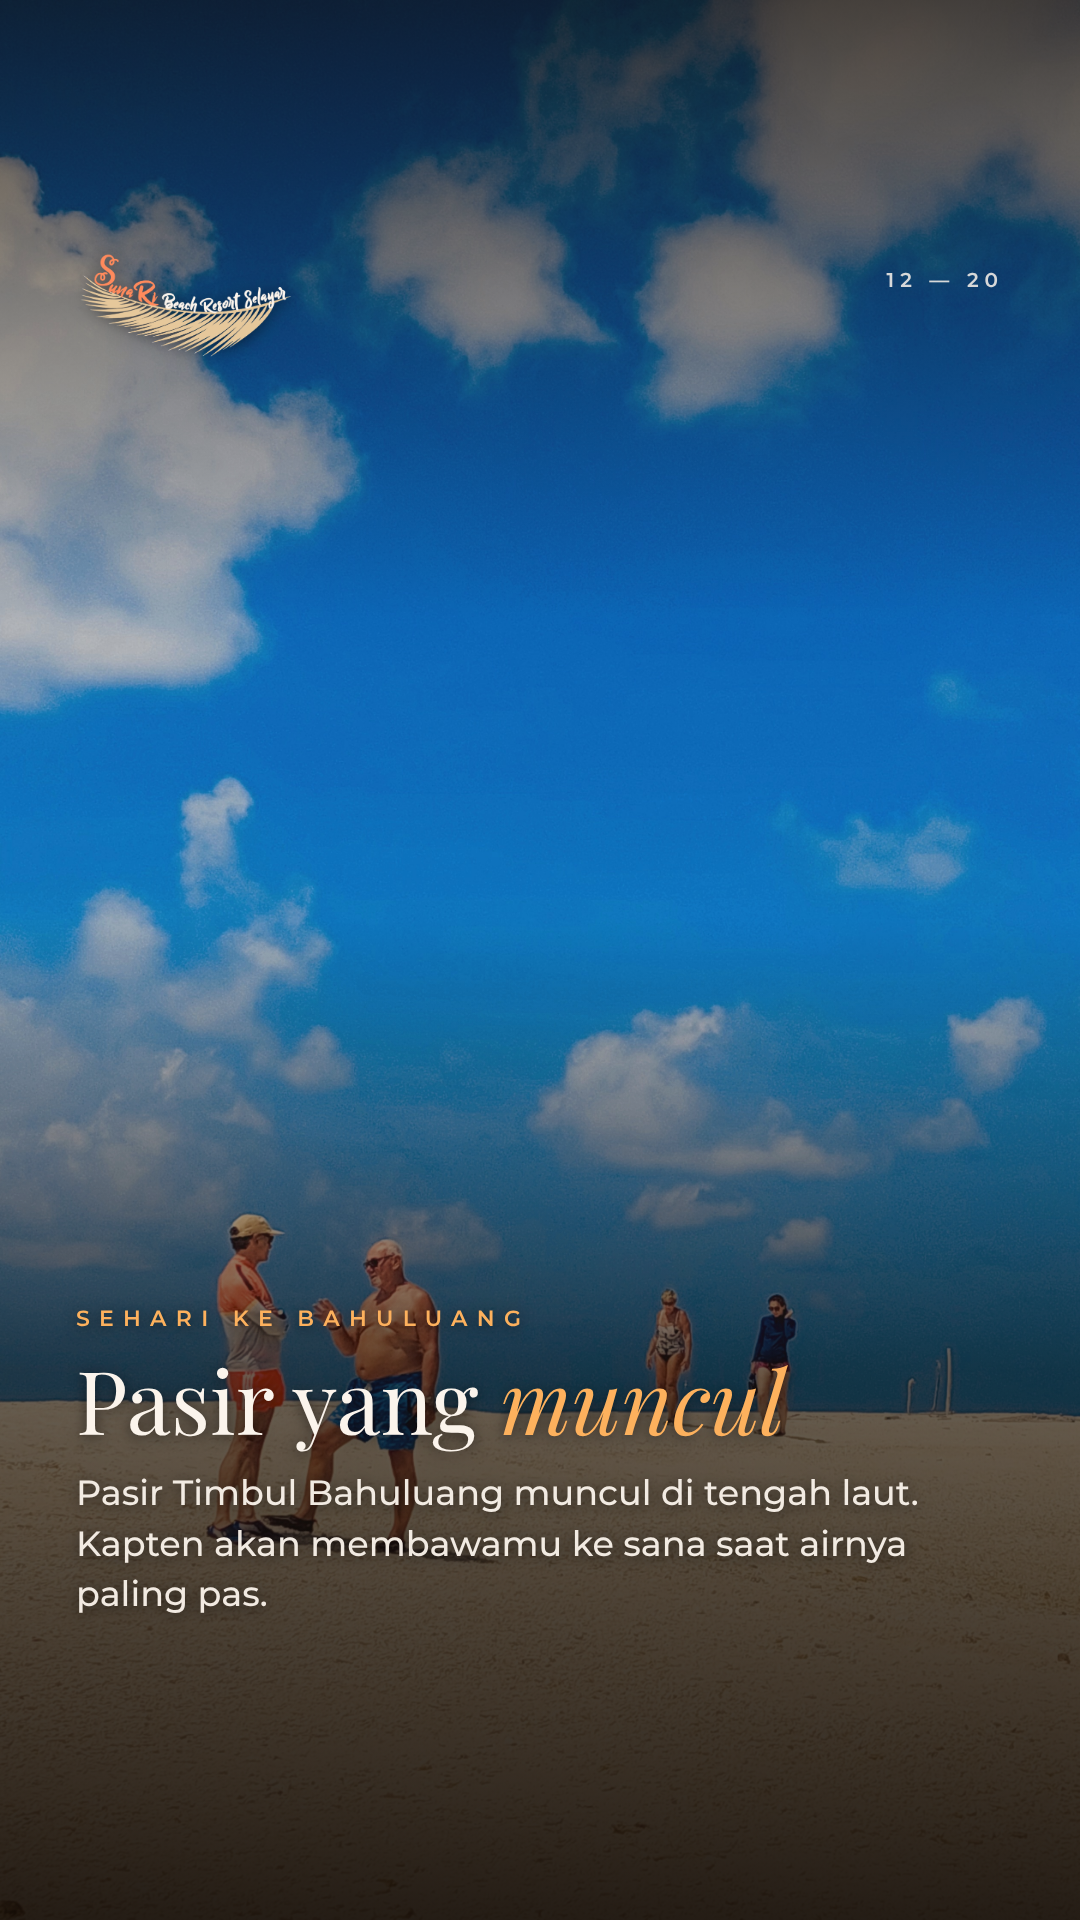 SunaRi Beach Resort Selayar
12 — 20
SEHARI KE BAHULUANG
Pasir yang muncul
Pasir Timbul Bahuluang muncul di tengah laut.
Kapten akan membawamu ke sana saat airnya
paling pas.